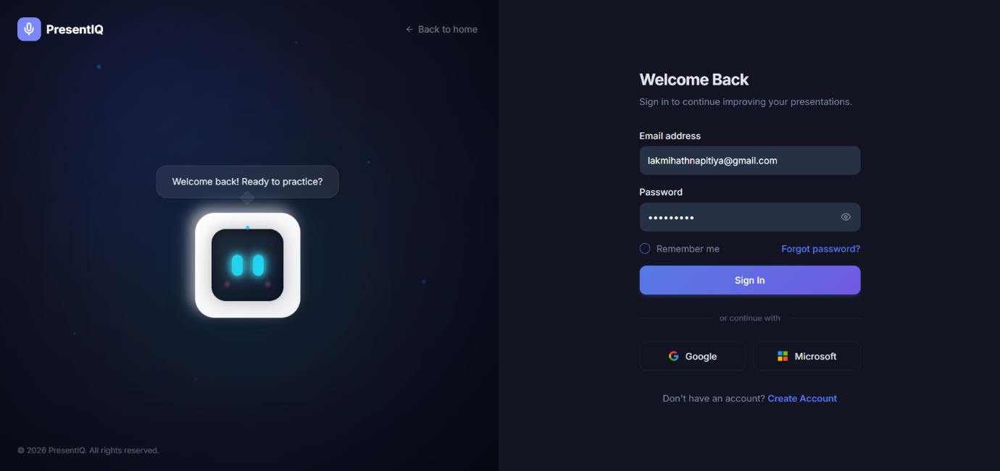 PresentIQ
← Back to home
Welcome back! Ready to practice?
© 2026 PresentIQ. All rights reserved.
Welcome Back
Sign in to continue improving your presentations.
Email address
lakmihathnapitiya@gmail.com
Password
•••••••••
Remember me
Forgot password?
Sign In
or continue with
Google
Microsoft
Don't have an account? Create Account